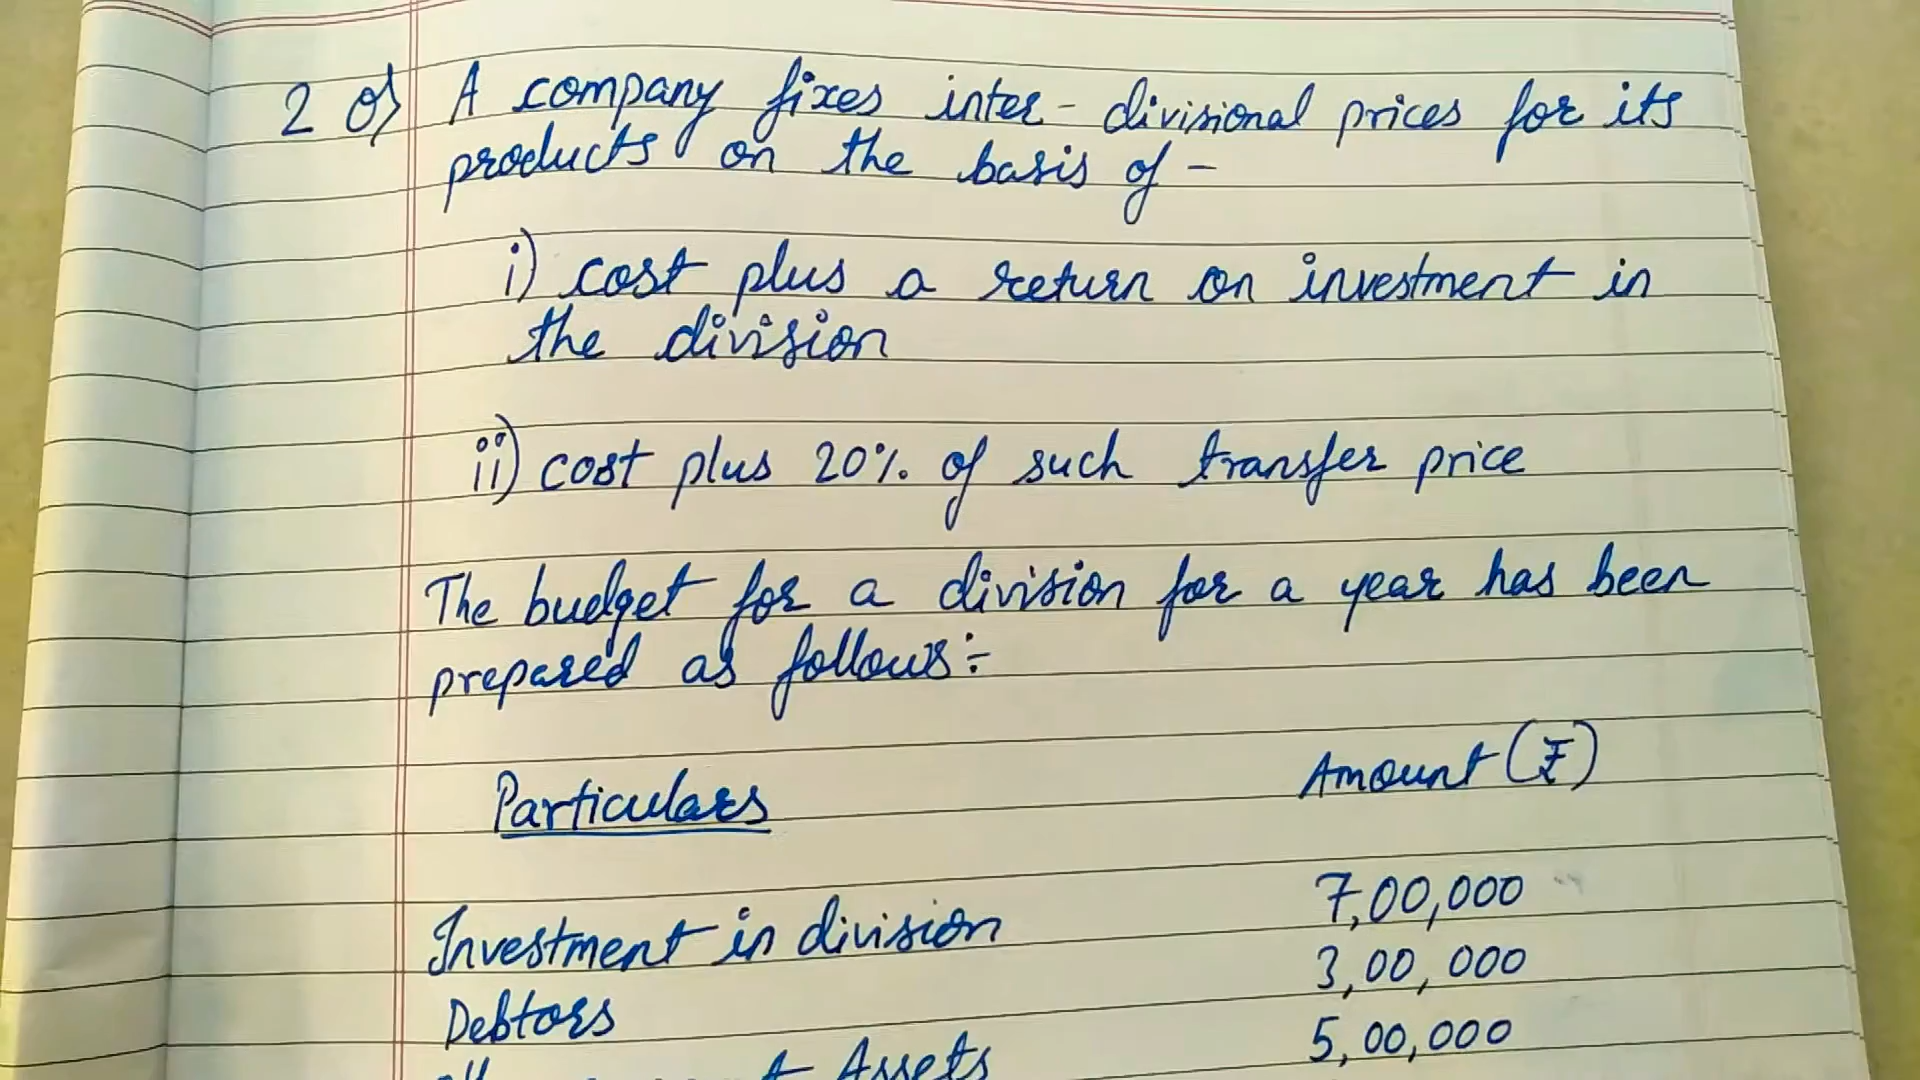 2 Q) A company fixes inter - divisional prices for its
products on the basis of -
i) cost plus a return on investment in
the division
ii) cost plus 20% of such transfer price
The budget for a division for a year has been
prepared as follows :-
Particulars Amount (₹)
Investment in division 7,00,000
Debtors 3,00,000
Assets 5,00,000